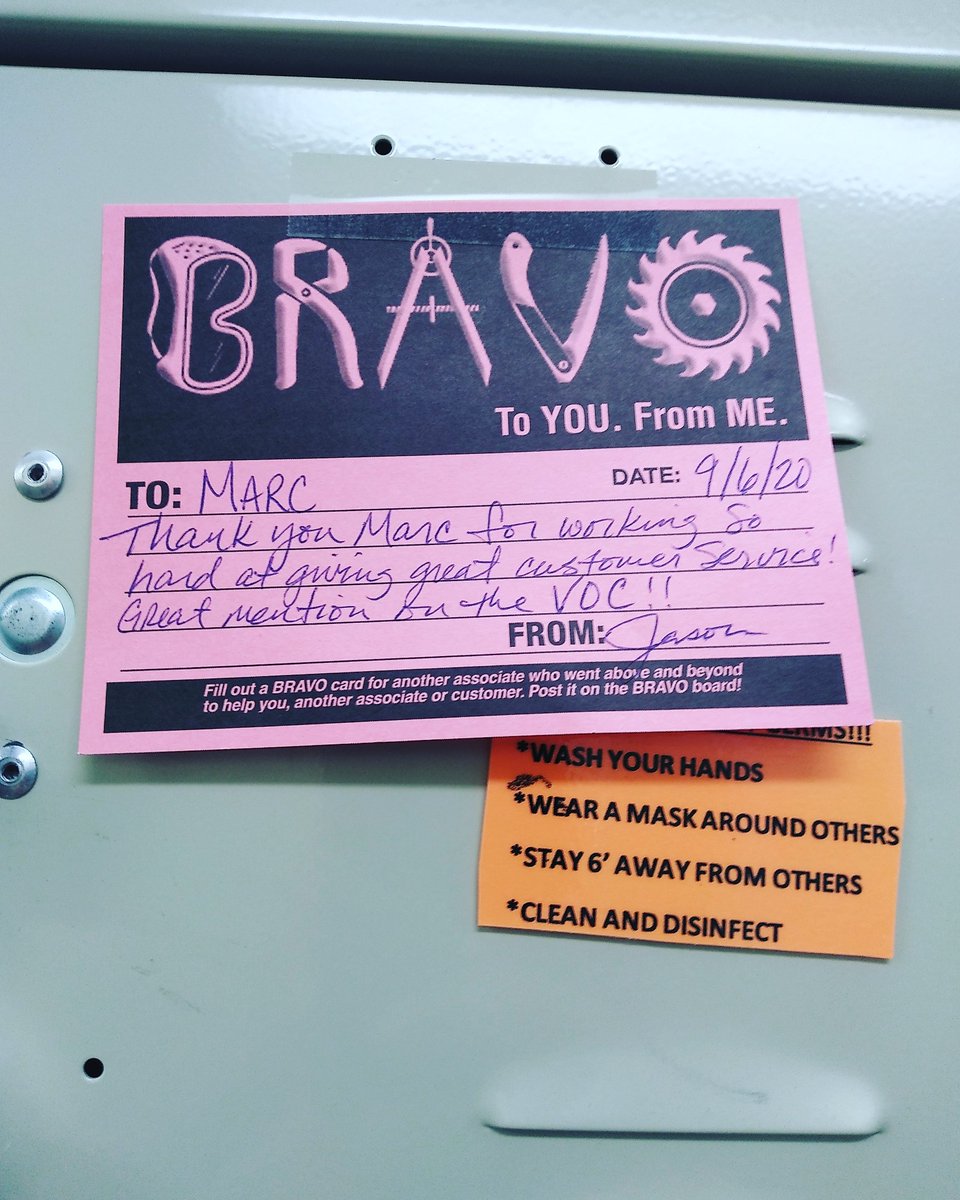 BRAVO
To YOU. From ME.
TO: MARC DATE: 9/6/20
Thank you Marc for working so
hard at giving great customer service!
Great mention on the VOC!!
FROM: Jason
Fill out a BRAVO card for another associate who went above and beyond
to help you, another associate or customer. Post it on the BRAVO board!
GERMS!!!
*WASH YOUR HANDS
*WEAR A MASK AROUND OTHERS
*STAY 6' AWAY FROM OTHERS
*CLEAN AND DISINFECT